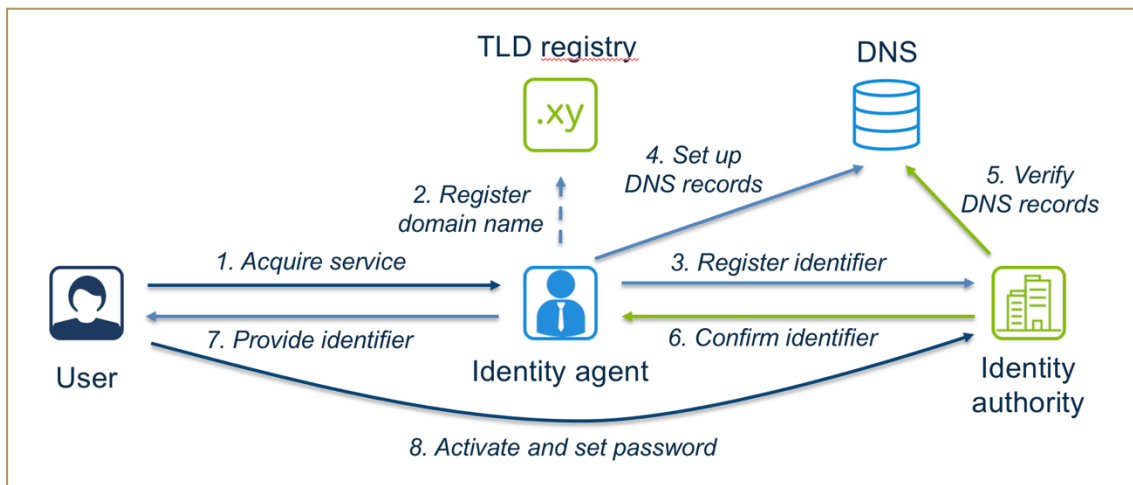 TLD registry
DNS
.xy
4. Set up
DNS records
5. Verify
DNS records
2. Register
domain name
1. Acquire service
3. Register identifier
7. Provide identifier
6. Confirm identifier
User
Identity agent
Identity
authority
8. Activate and set password